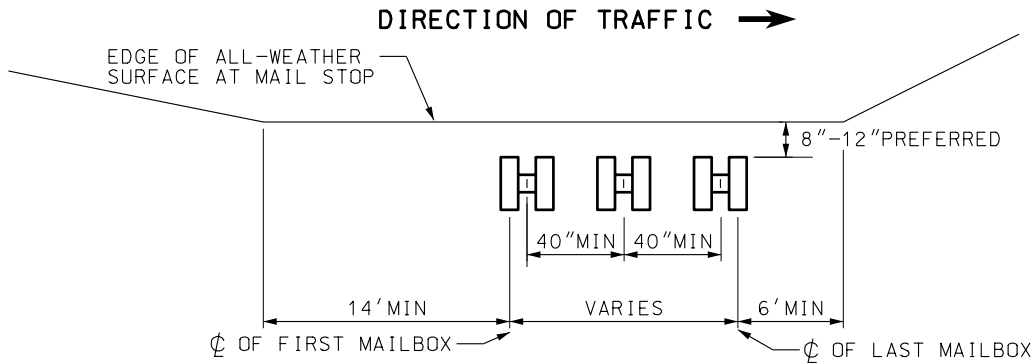 DIRECTION OF TRAFFIC
EDGE OF ALL-WEATHER
SURFACE AT MAIL STOP
8"-12"PREFERRED
40"MIN
40"MIN
14'MIN
VARIES
6'MIN
℄ OF FIRST MAILBOX
℄ OF LAST MAILBOX